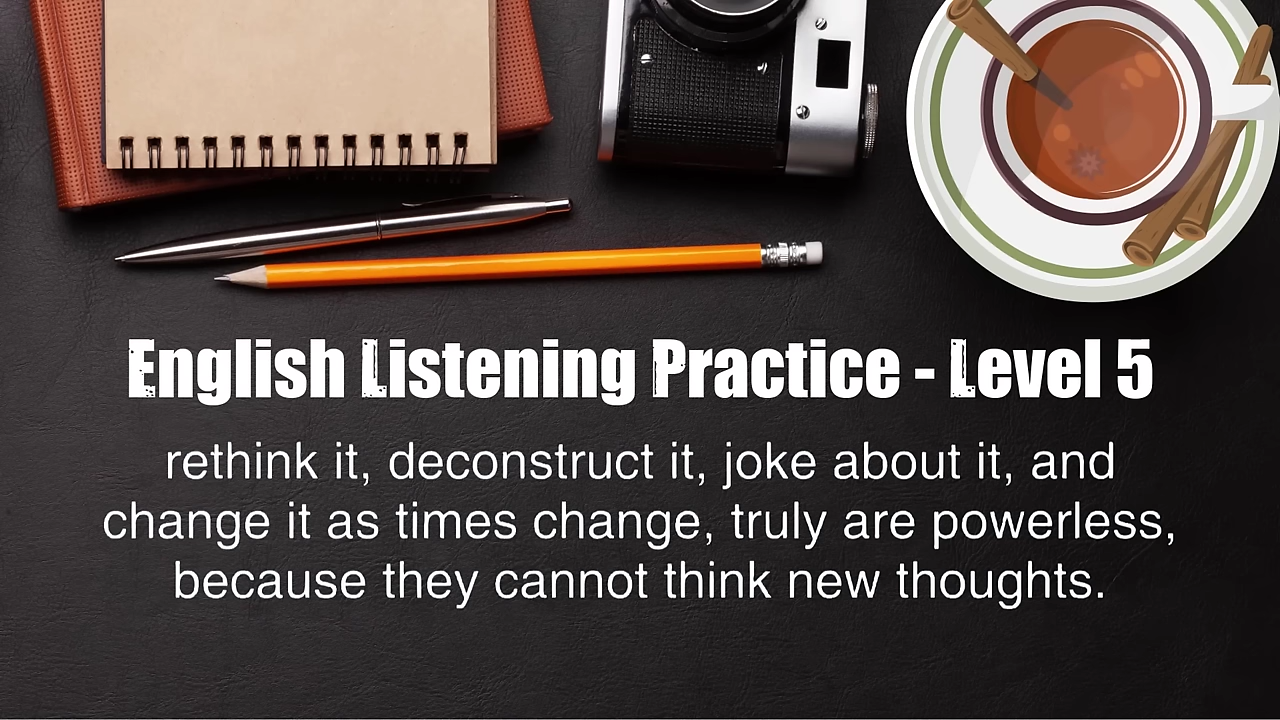 English Listening Practice - Level 5
rethink it, deconstruct it, joke about it, and
change it as times change, truly are powerless,
because they cannot think new thoughts.